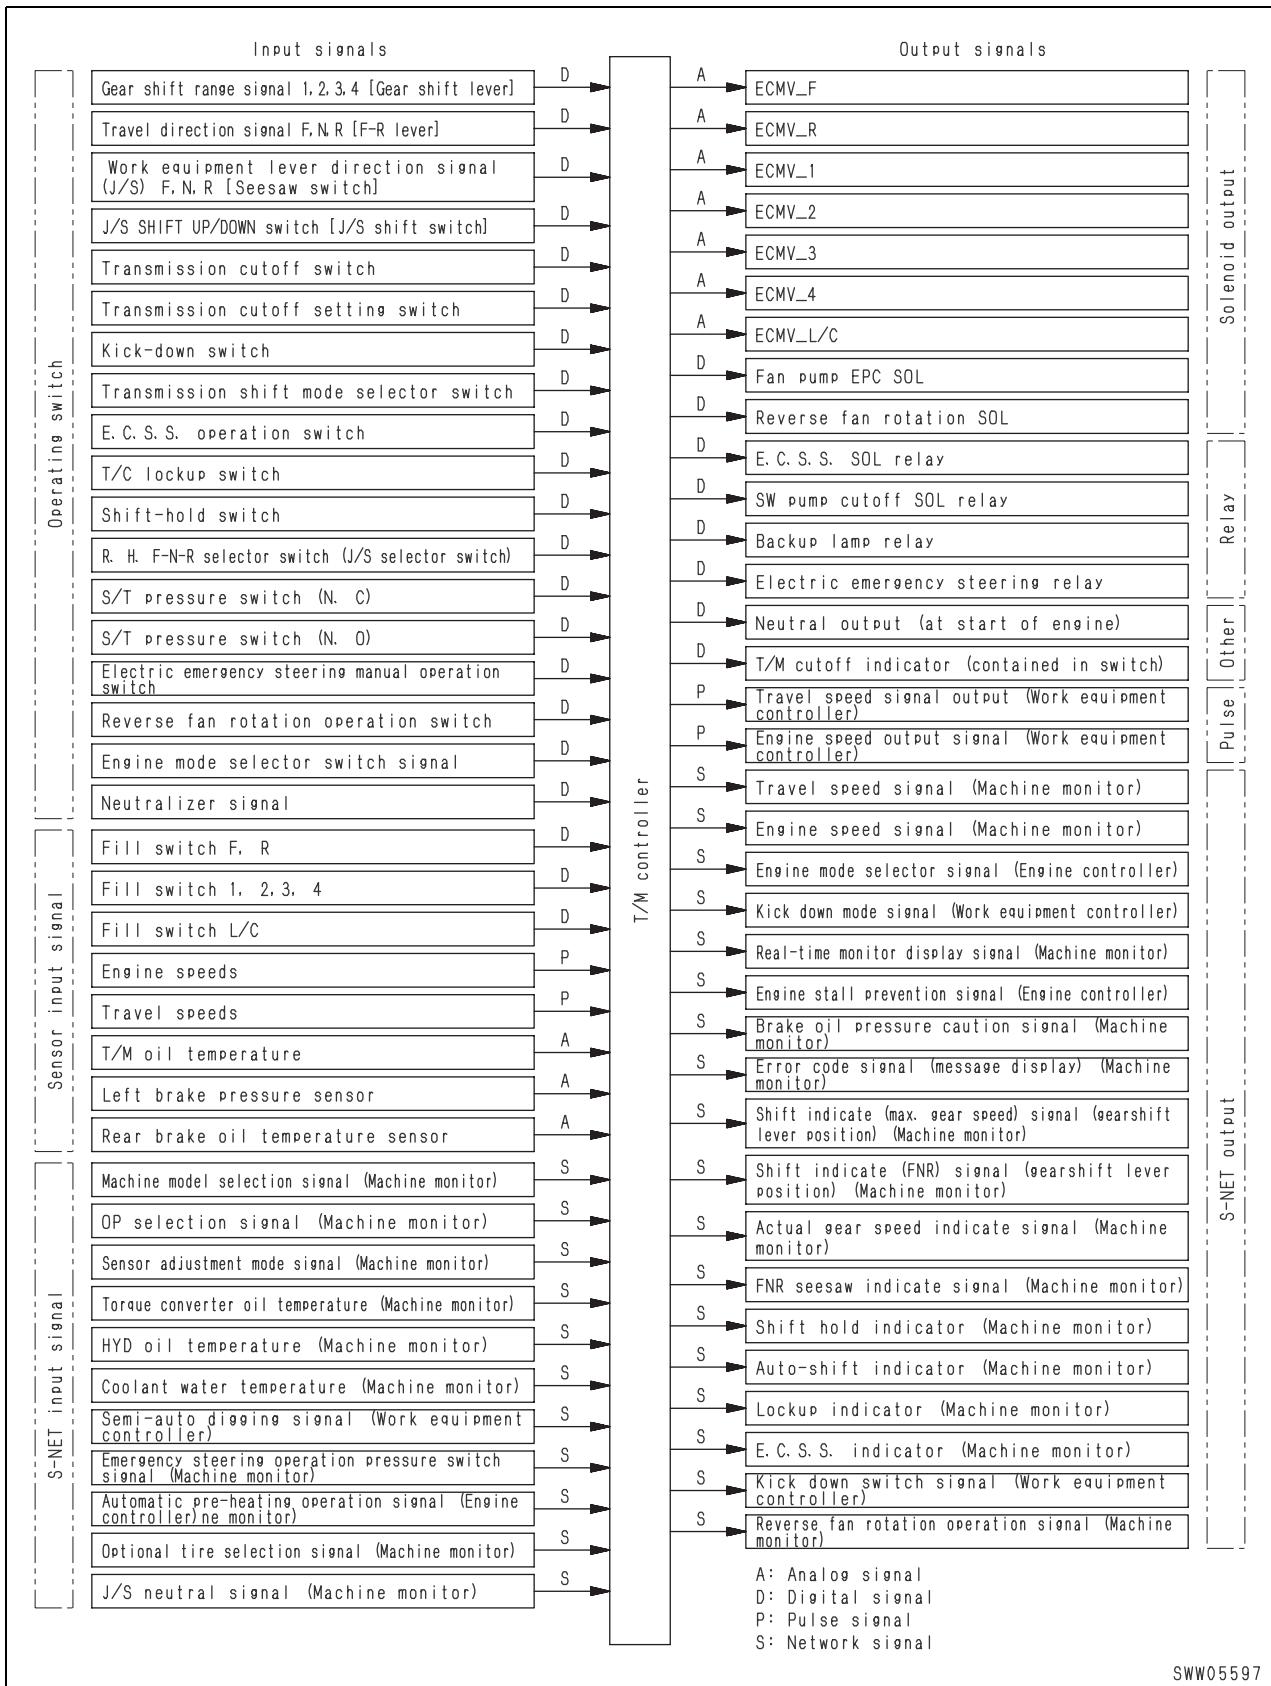 Input signals
Output signals
Operating switch
D
Gear shift range signal 1, 2, 3, 4 [Gear shift lever]
D
Travel direction signal F, N, R [F-R lever]
D
Work equipment lever direction signal
(J/S) F, N, R [Seesaw switch]
D
J/S SHIFT UP/DOWN switch [J/S shift switch]
D
Transmission cutoff switch
D
Transmission cutoff setting switch
D
Kick-down switch
D
Transmission shift mode selector switch
D
E. C. S. S. operation switch
D
T/C lockup switch
D
Shift-hold switch
D
R. H. F-N-R selector switch (J/S selector switch)
D
S/T pressure switch (N. C)
D
S/T pressure switch (N. O)
D
Electric emergency steering manual operation
switch
D
Reverse fan rotation operation switch
D
Engine mode selector switch signal
D
Neutralizer signal
D
Sensor input signal
Fill switch F, R
D
Fill switch 1, 2, 3, 4
D
Fill switch L/C
D
Engine speeds
P
Travel speeds
P
T/M oil temperature
A
Left brake pressure sensor
A
Rear brake oil temperature sensor
A
S-NET input signal
Machine model selection signal (Machine monitor)
S
OP selection signal (Machine monitor)
S
Sensor adjustment mode signal (Machine monitor)
S
Torque converter oil temperature (Machine monitor)
S
HYD oil temperature (Machine monitor)
S
Coolant water temperature (Machine monitor)
S
Semi-auto digging signal (Work equipment
controller)
S
Emergency steering operation pressure switch
signal (Machine monitor)
S
Automatic pre-heating operation signal (Engine
controller)ne monitor)
S
Optional tire selection signal (Machine monitor)
S
J/S neutral signal (Machine monitor)
S
T/M controller
A
ECMV_F
A
ECMV_R
A
ECMV_1
A
ECMV_2
A
ECMV_3
A
ECMV_4
A
ECMV_L/C
D
Fan pump EPC SOL
D
Reverse fan rotation SOL
Solenoid output
D
E. C. S. S. SOL relay
D
SW pump cutoff SOL relay
D
Backup lamp relay
D
Electric emergency steering relay
Relay
D
Neutral output (at start of engine)
D
T/M cutoff indicator (contained in switch)
Other
P
Travel speed signal output (Work equipment
controller)
P
Engine speed output signal (Work equipment
controller)
Pulse
S
Travel speed signal (Machine monitor)
S
Engine speed signal (Machine monitor)
S
Engine mode selector signal (Engine controller)
S
Kick down mode signal (Work equipment controller)
S
Real-time monitor display signal (Machine monitor)
S
Engine stall prevention signal (Engine controller)
S
Brake oil pressure caution signal (Machine
monitor)
S
Error code signal (message display) (Machine
monitor)
S
Shift indicate (max. gear speed) signal (gearshift
lever position) (Machine monitor)
S
Shift indicate (FNR) signal (gearshift lever
position) (Machine monitor)
S
Actual gear speed indicate signal (Machine
monitor)
S
FNR seesaw indicate signal (Machine monitor)
S
Shift hold indicator (Machine monitor)
S
Auto-shift indicator (Machine monitor)
S
Lockup indicator (Machine monitor)
S
E. C. S. S. indicator (Machine monitor)
S
Kick down switch signal (Work equipment
controller)
S
Reverse fan rotation operation signal (Machine
monitor)
S-NET output
A: Analog signal
D: Digital signal
P: Pulse signal
S: Network signal
SWW05597